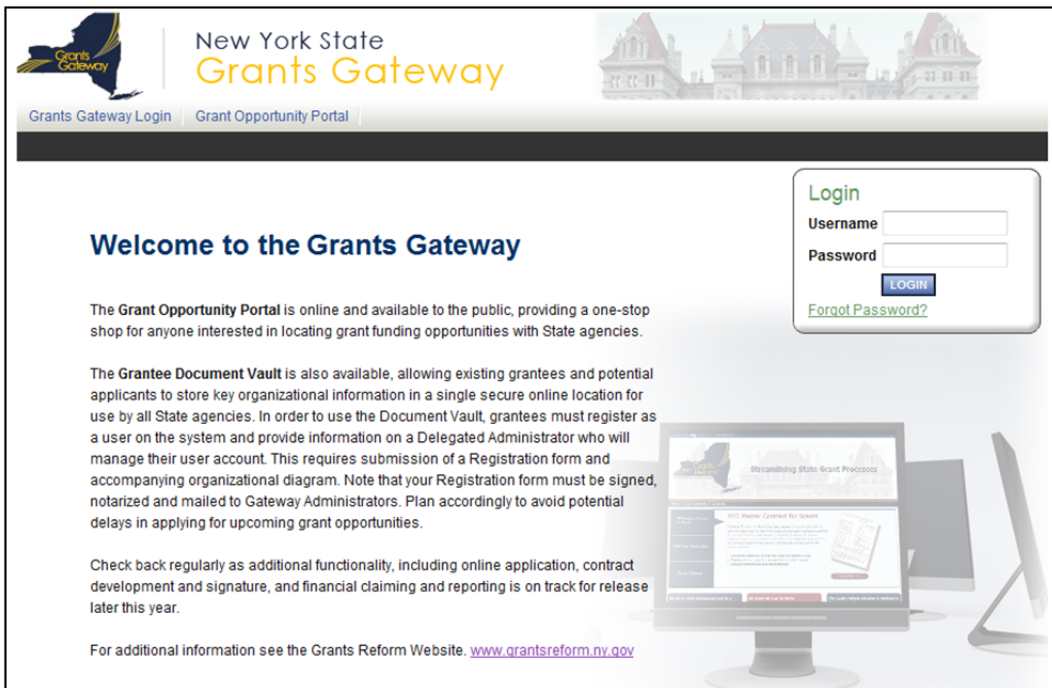 Grants
Gateway
New York State
Grants Gateway
Grants Gateway Login
Grant Opportunity Portal
Login
Username
Password
LOGIN
Forgot Password?
Welcome to the Grants Gateway
The Grant Opportunity Portal is online and available to the public, providing a one-stop
shop for anyone interested in locating grant funding opportunities with State agencies.
The Grantee Document Vault is also available, allowing existing grantees and potential
applicants to store key organizational information in a single secure online location for
use by all State agencies. In order to use the Document Vault, grantees must register as
a user on the system and provide information on a Delegated Administrator who will
manage their user account. This requires submission of a Registration form and
accompanying organizational diagram. Note that your Registration form must be signed,
notarized and mailed to Gateway Administrators. Plan accordingly to avoid potential
delays in applying for upcoming grant opportunities.
Check back regularly as additional functionality, including online application, contract
development and signature, and financial claiming and reporting is on track for release
later this year.
For additional information see the Grants Reform Website. www.grantsreform.ny.gov
Streamlining State Grant Processes
NYS Master Contract for Grants